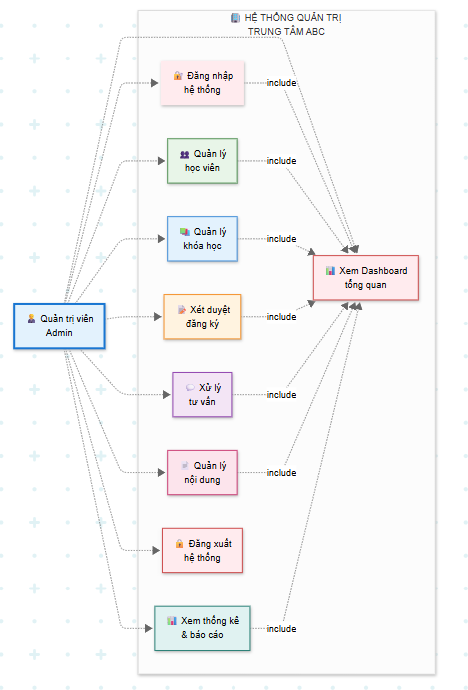 HỆ THỐNG QUẢN TRỊ
TRUNG TÂM ABC
Đăng nhập
hệ thống
include
Quản lý
học viên
include
Quản lý
khóa học
include
Xem Dashboard
tổng quan
Xét duyệt
đăng ký
include
Quản trị viên
Admin
Xử lý
tư vấn
include
Quản lý
nội dung
include
Đăng xuất
hệ thống
Xem thống kê
& báo cáo
include